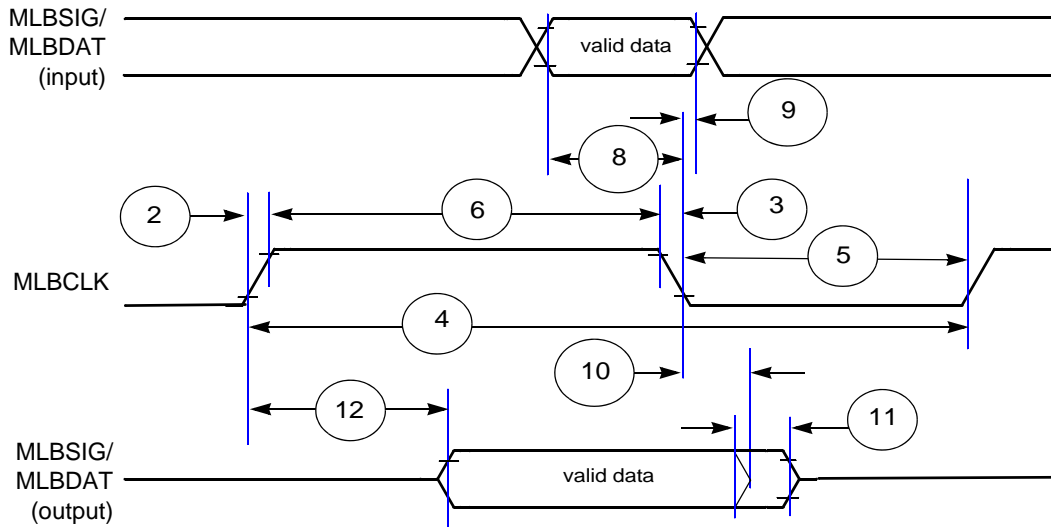 MLBSIG/
MLBDAT
(input)
valid data
9
8
2
6
3
5
MLBCLK
4
10
12
11
MLBSIG/
MLBDAT
(output)
valid data